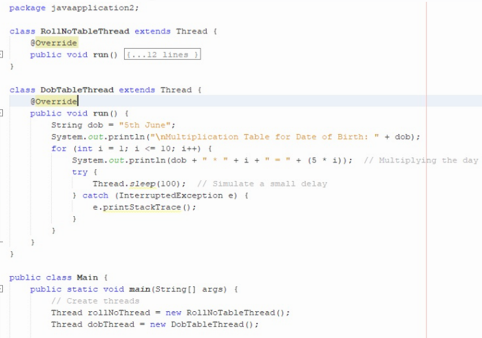 package javaapplication2;
class RollNoTableThread extends Thread {
@Override
public void run() {...12 lines }
}
class DobTableThread extends Thread {
@Override
public void run() {
String dob = "5th June";
System.out.println("\nMultiplication Table for Date of Birth: " + dob);
for (int i = 1; i <= 10; i++) {
System.out.println(dob + " * " + i + " = " + (5 * i)); // Multiplying the day
try {
Thread.sleep(100); // Simulate a small delay
} catch (InterruptedException e) {
e.printStackTrace();
}
}
}
}
public class Main {
public static void main(String[] args) {
// Create threads
Thread rollNoThread = new RollNoTableThread();
Thread dobThread = new DobTableThread();